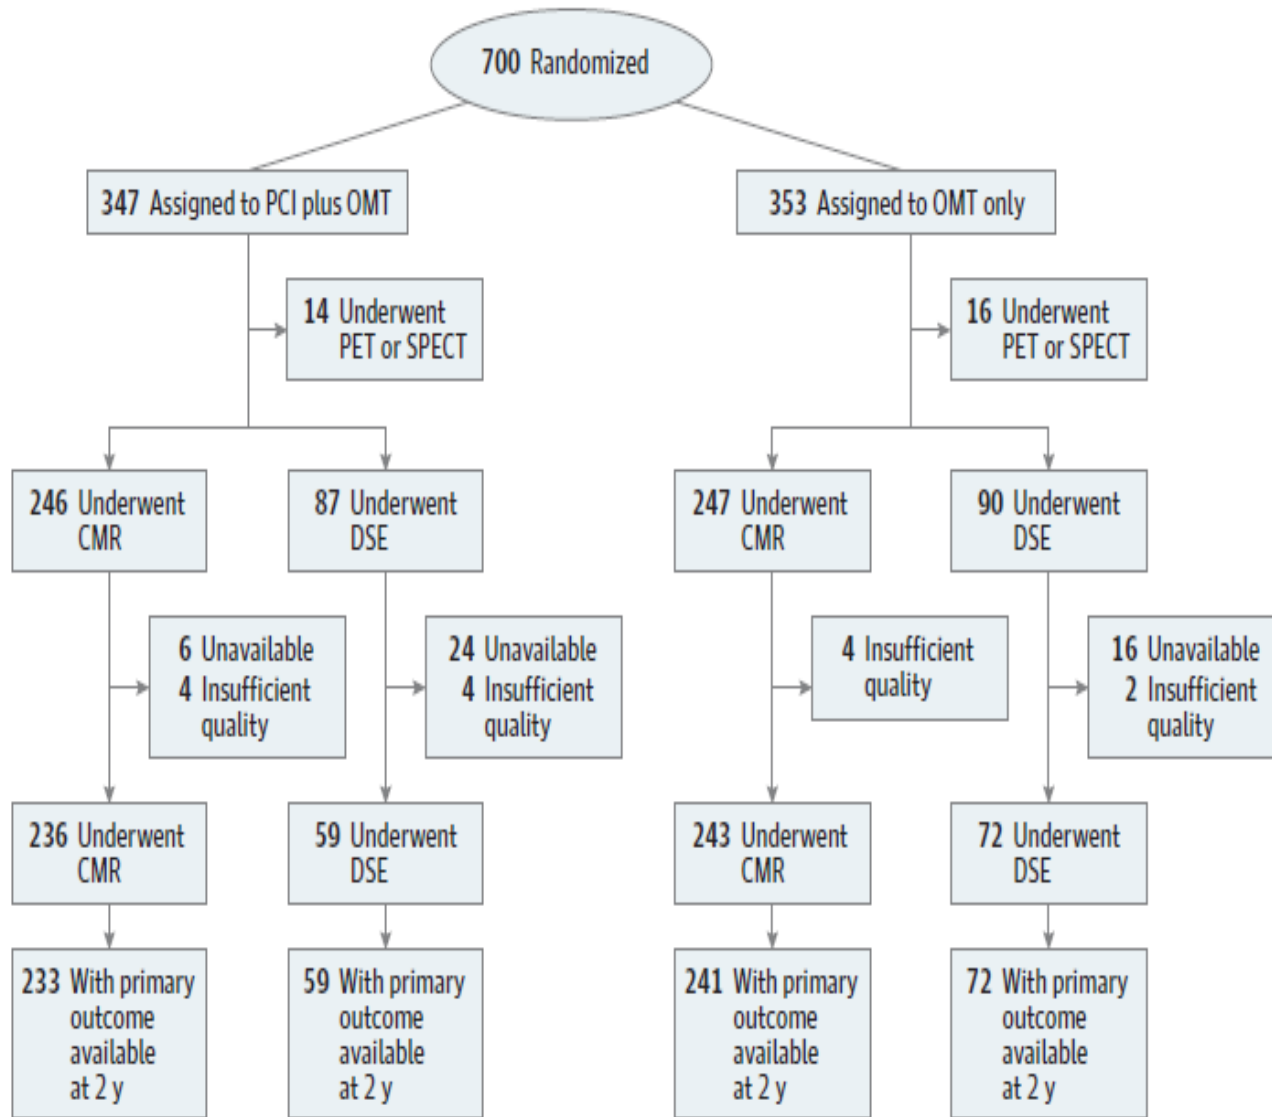 700 Randomized
347 Assigned to PCI plus OMT
353 Assigned to OMT only
14 Underwent
PET or SPECT
16 Underwent
PET or SPECT
246 Underwent
CMR
87 Underwent
DSE
247 Underwent
CMR
90 Underwent
DSE
6 Unavailable
4 Insufficient
quality
24 Unavailable
4 Insufficient
quality
4 Insufficient
quality
16 Unavailable
2 Insufficient
quality
236 Underwent
CMR
59 Underwent
DSE
243 Underwent
CMR
72 Underwent
DSE
233 With primary
outcome
available
at 2 y
59 With primary
outcome
available
at 2 y
241 With primary
outcome
available
at 2 y
72 With primary
outcome
available
at 2 y